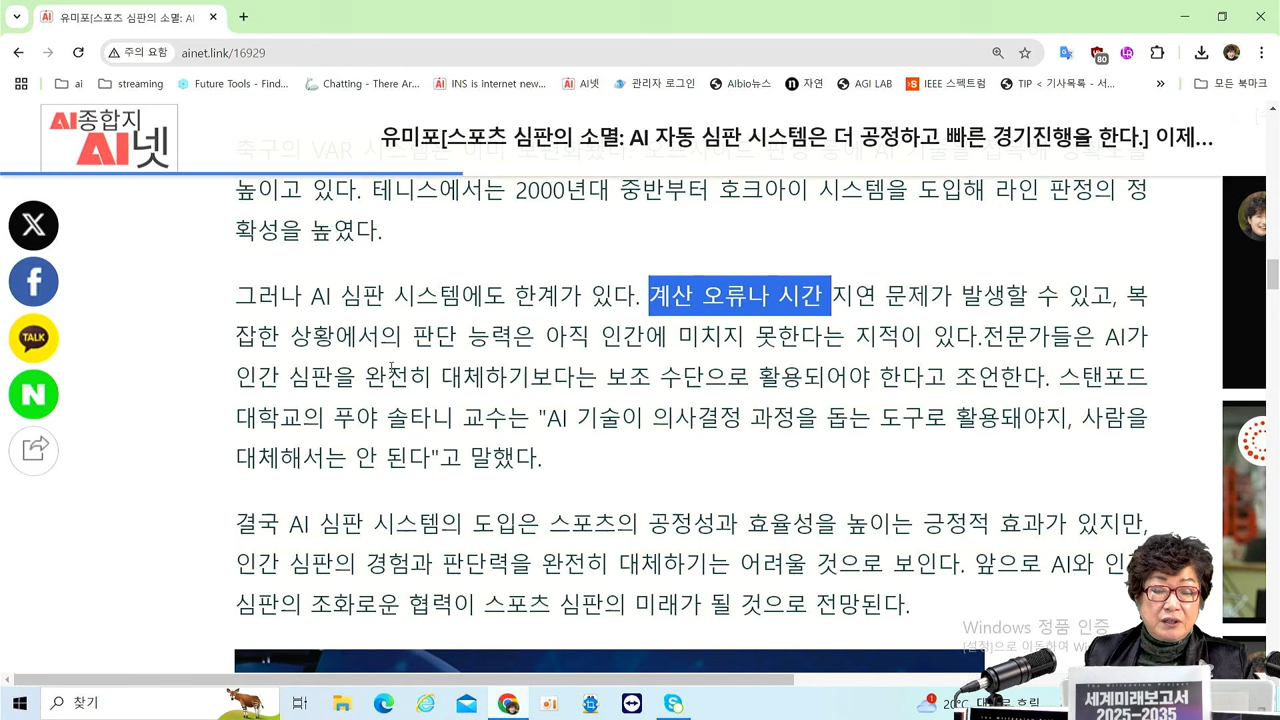 유미포[스포츠 심판의 소멸: AI
주의 요함
ainet.link/16929
80
ai
streaming
Future Tools - Find...
Chatting - There Ar...
INS is internet new...
AI넷
관리자 로그인
AIbio뉴스
자연
AGI LAB
IEEE 스펙트럼
TIP < 기사목록 - 서...
모든 북마크
AI종합지
AI넷
유미포[스포츠 심판의 소멸: AI 자동 심판 시스템은 더 공정하고 빠른 경기진행을 한다.] 이제...
축구의 VAR
높이고 있다. 테니스에서는 2000년대 중반부터 호크아이 시스템을 도입해 라인 판정의 정
확성을 높였다.
그러나 AI 심판 시스템에도 한계가 있다. 계산 오류나 시간 지연 문제가 발생할 수 있고, 복
잡한 상황에서의 판단 능력은 아직 인간에 미치지 못한다는 지적이 있다.전문가들은 AI가
인간 심판을 완전히 대체하기보다는 보조 수단으로 활용되어야 한다고 조언한다. 스탠포드
대학교의 푸야 솔타니 교수는 "AI 기술이 의사결정 과정을 돕는 도구로 활용돼야지, 사람을
대체해서는 안 된다"고 말했다.
결국 AI 심판 시스템의 도입은 스포츠의 공정성과 효율성을 높이는 긍정적 효과가 있지만,
인간 심판의 경험과 판단력을 완전히 대체하기는 어려울 것으로 보인다. 앞으로 AI와
심판의 조화로운 협력이 스포츠 심판의 미래가 될 것으로 전망된다.
TALK
N
Windows 정품 인증
[설정]으로 이동하여
찾기
20°C
The Millennium Project
세계미래보고서
2025-2035